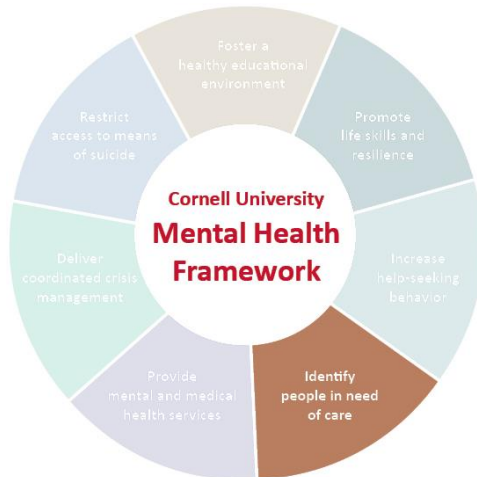 Foster a
healthy educational
environment
Promote
life skills and
resilience
Increase
help-seeking
behavior
Identify
people in need
of care
Provide
mental and medical
health services
Deliver
coordinated crisis
management
Restrict
access to means
of suicide
Cornell University
Mental Health
Framework